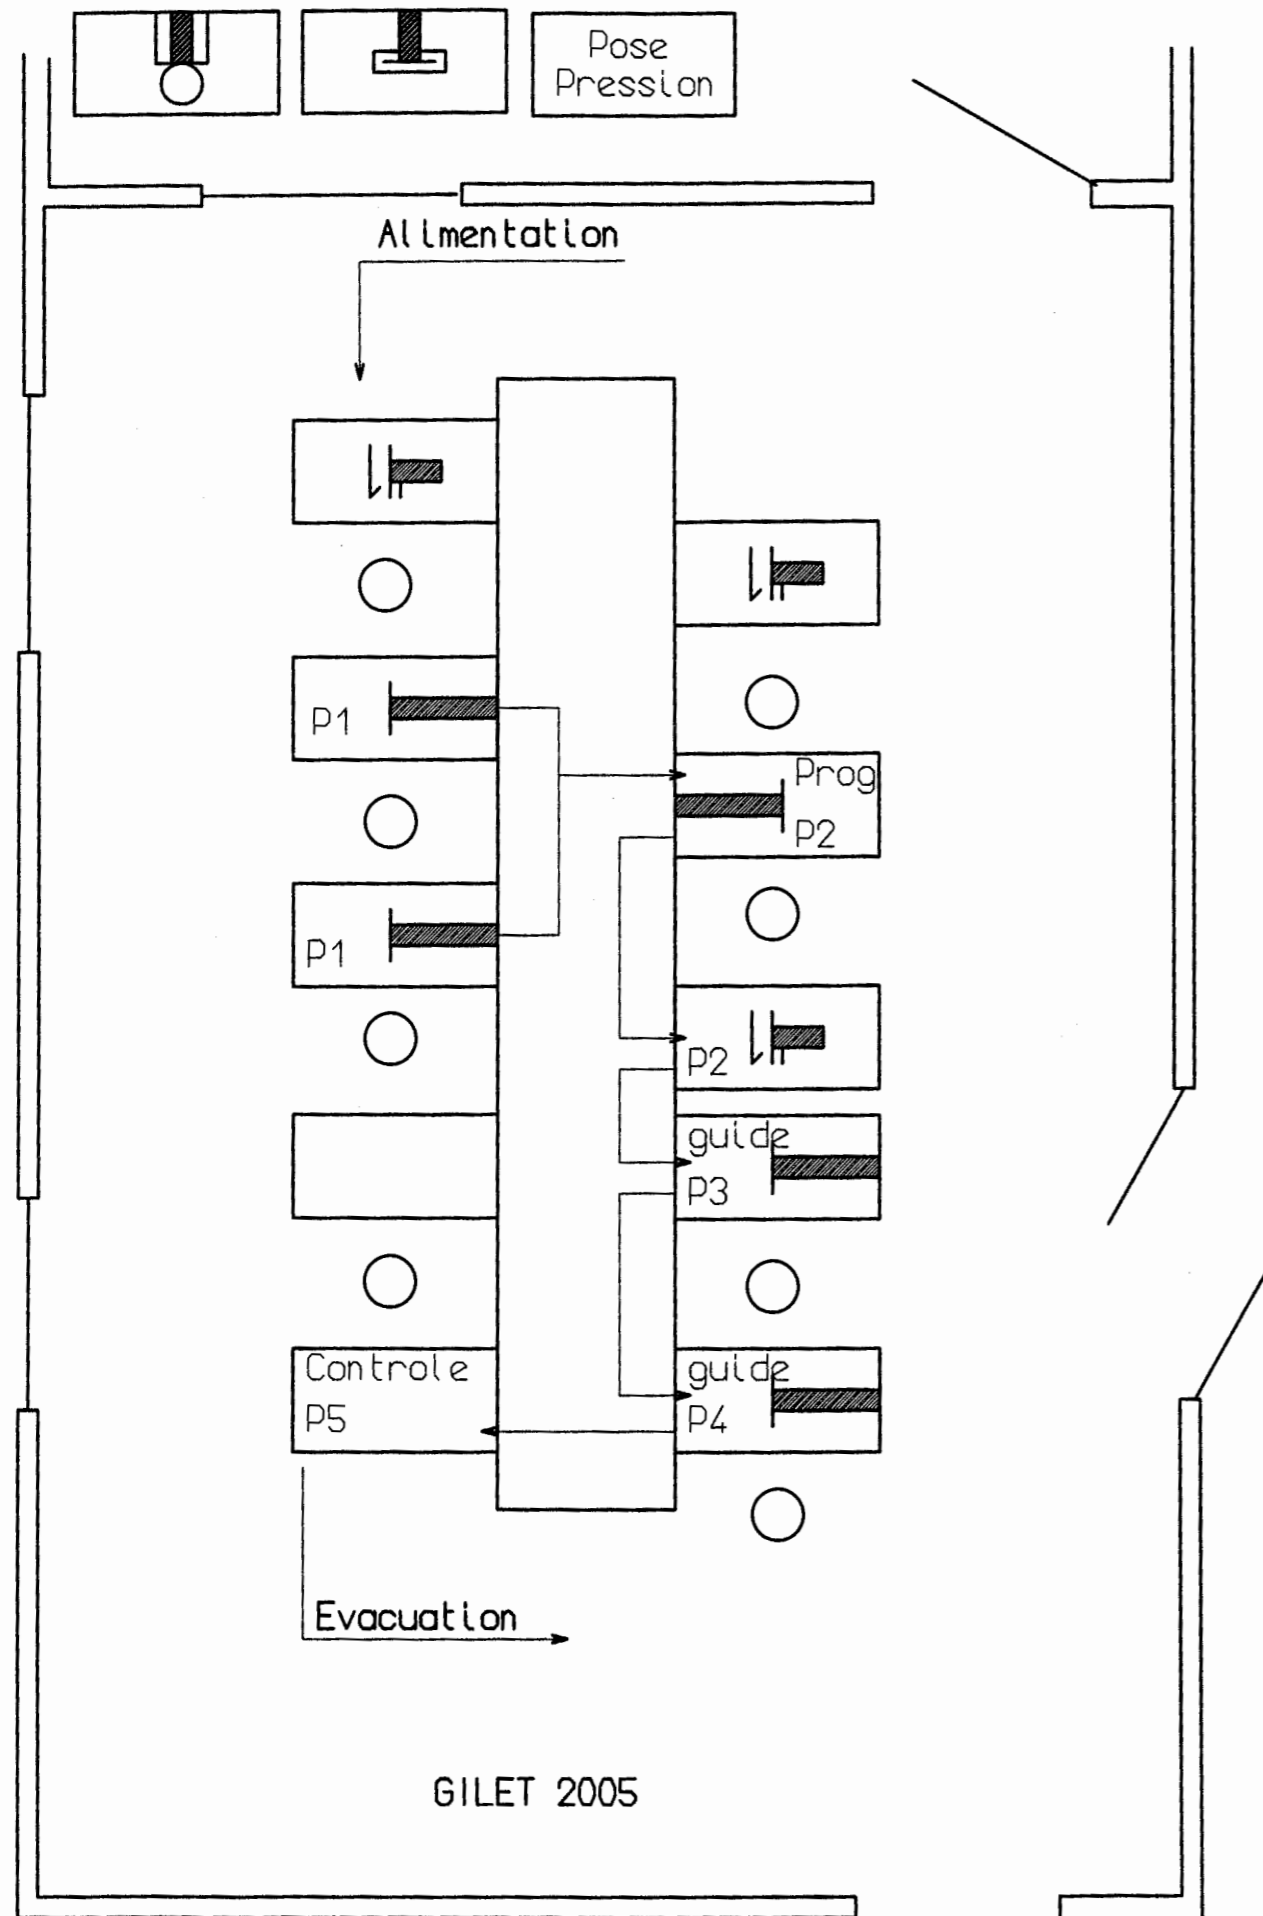 Pose
Pression
Alimentation
P1
Prog
P2
P1
P2
guide
P3
Controle
P5
guide
P4
Evacuation
GILET 2005